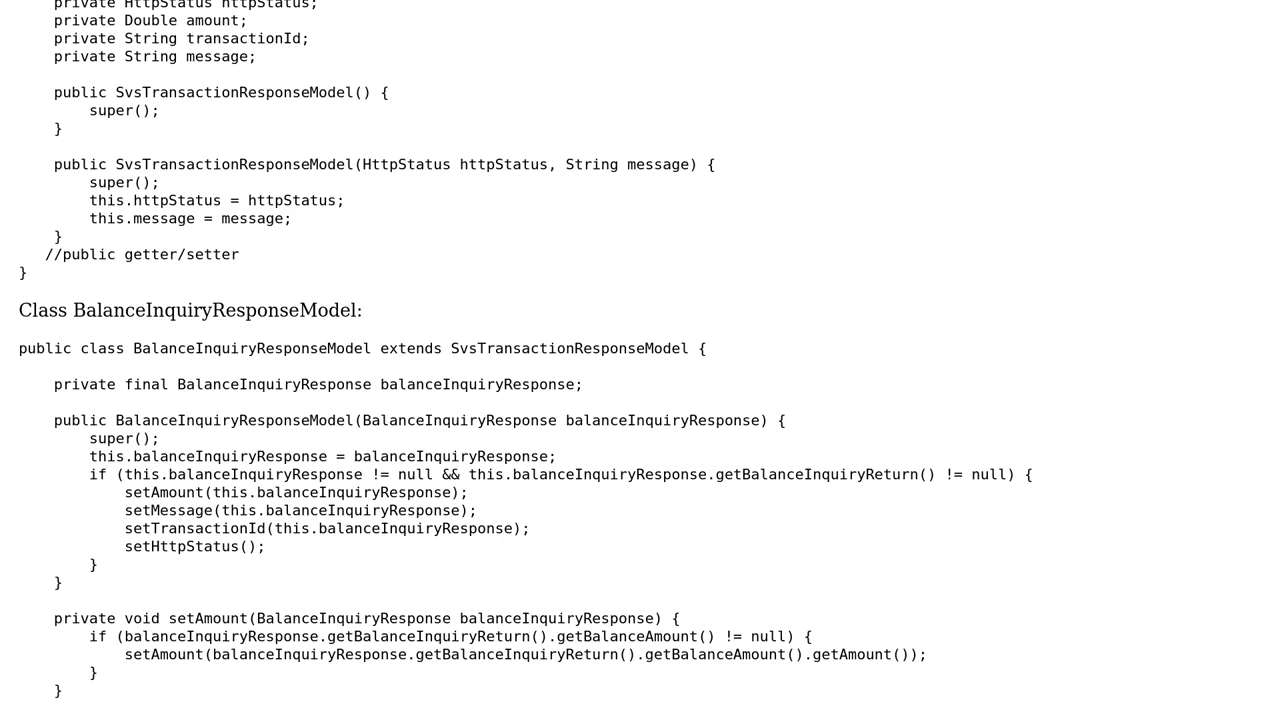 private HttpStatus httpStatus;
private Double amount;
private String transactionId;
private String message;
public SvsTransactionResponseModel() {
super();
}
public SvsTransactionResponseModel(HttpStatus httpStatus, String message) {
super();
this.httpStatus = httpStatus;
this.message = message;
}
//public getter/setter
}
Class BalanceInquiryResponseModel:
public class BalanceInquiryResponseModel extends SvsTransactionResponseModel {
private final BalanceInquiryResponse balanceInquiryResponse;
public BalanceInquiryResponseModel(BalanceInquiryResponse balanceInquiryResponse) {
super();
this.balanceInquiryResponse = balanceInquiryResponse;
if (this.balanceInquiryResponse != null && this.balanceInquiryResponse.getBalanceInquiryReturn() != null) {
setAmount(this.balanceInquiryResponse);
setMessage(this.balanceInquiryResponse);
setTransactionId(this.balanceInquiryResponse);
setHttpStatus();
}
}
private void setAmount(BalanceInquiryResponse balanceInquiryResponse) {
if (balanceInquiryResponse.getBalanceInquiryReturn().getBalanceAmount() != null) {
setAmount(balanceInquiryResponse.getBalanceInquiryReturn().getBalanceAmount().getAmount());
}
}